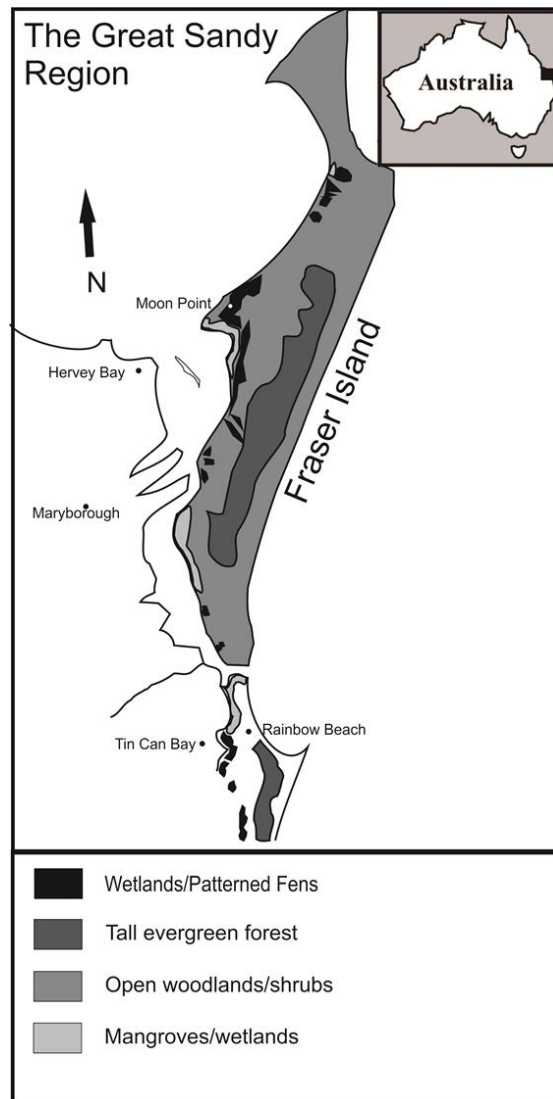 The Great Sandy
Region
Australia
N
Moon Point
Hervey Bay
Fraser Island
Maryborough
Rainbow Beach
Tin Can Bay
Wetlands/Patterned Fens
Tall evergreen forest
Open woodlands/shrubs
Mangroves/wetlands